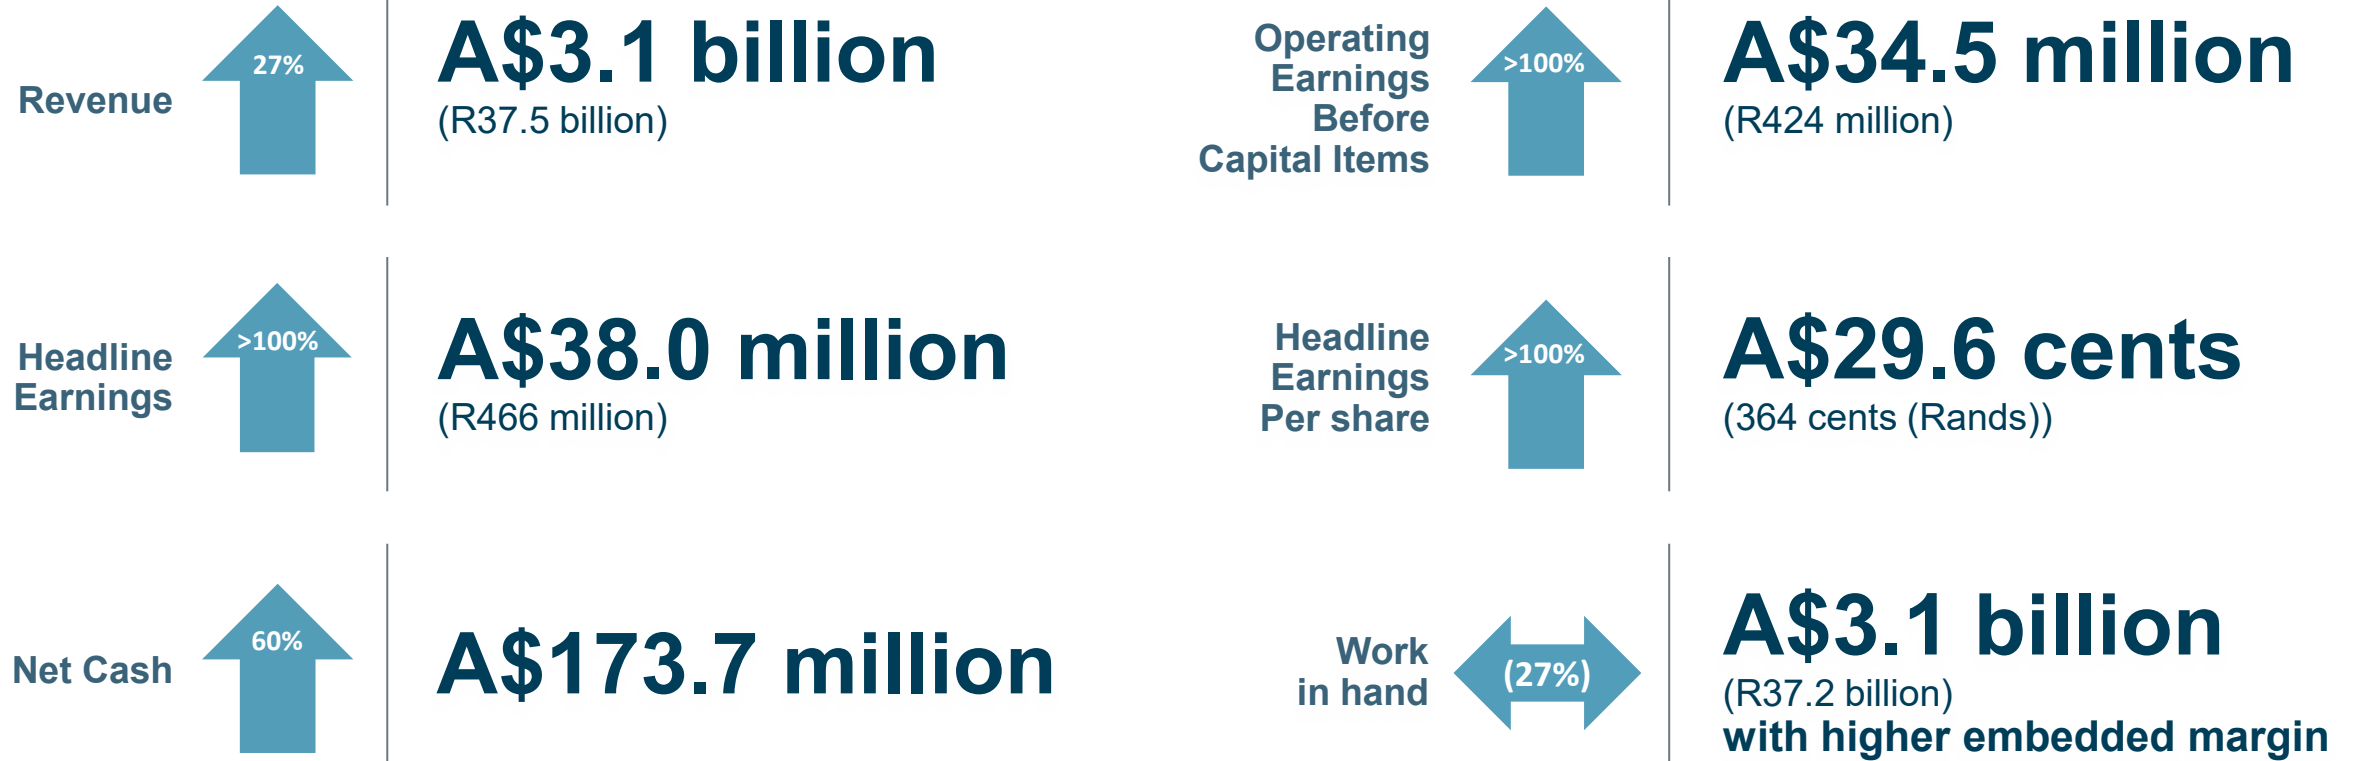 Revenue
27%
A$3.1 billion
(R37.5 billion)
Operating
Earnings
Before
Capital Items
>100%
A$34.5 million
(R424 million)
Headline
Earnings
>100%
A$38.0 million
(R466 million)
Headline
Earnings
Per share
>100%
A$29.6 cents
(364 cents (Rands))
Net Cash
60%
A$173.7 million
Work
in hand
(27%)
A$3.1 billion
(R37.2 billion)
with higher embedded margin